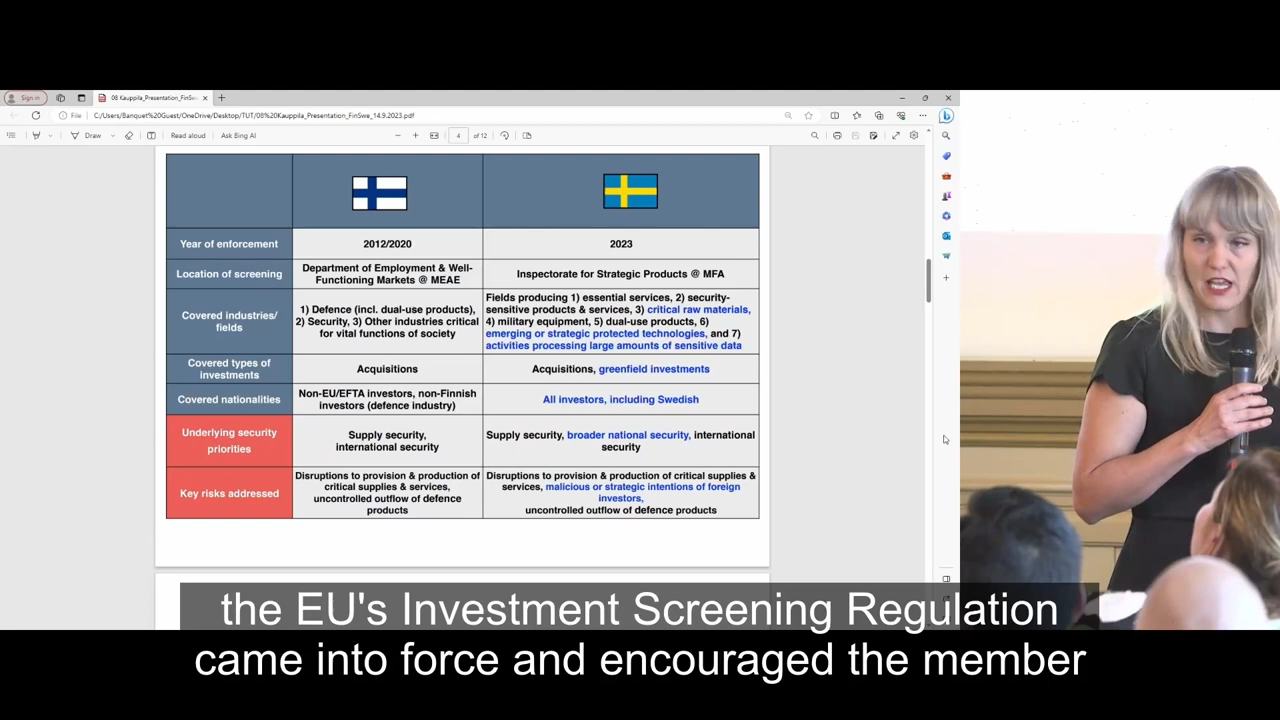 Sign in
08 Kauppila_Presentation_FinSwe
File
C:/Users/Banquet%20Guest/OneDrive/Desktop/TUT/08%20Kauppila_Presentation_FinSwe_14.9.2023.pdf
Draw
Read aloud
Ask Bing AI
4
of 12
Year of enforcement
2012/2020
2023
Location of screening
Department of Employment & Well-
Functioning Markets @ MEAE
Inspectorate for Strategic Products @ MFA
Covered industries/
fields
1) Defence (incl. dual-use products),
2) Security, 3) Other industries critical
for vital functions of society
Fields producing 1) essential services, 2) security-
sensitive products & services, 3) critical raw materials,
4) military equipment, 5) dual-use products, 6)
emerging or strategic protected technologies, and 7)
activities processing large amounts of sensitive data
Covered types of
investments
Acquisitions
Acquisitions, greenfield investments
Covered nationalities
Non-EU/EFTA investors, non-Finnish
investors (defence industry)
All investors, including Swedish
Underlying security
priorities
Supply security,
international security
Supply security, broader national security, international
security
Key risks addressed
Disruptions to provision & production of
critical supplies & services,
uncontrolled outflow of defence
products
Disruptions to provision & production of critical supplies &
services, malicious or strategic intentions of foreign
investors,
uncontrolled outflow of defence products
the EU's Investment Screening Regulation
came into force and encouraged the member